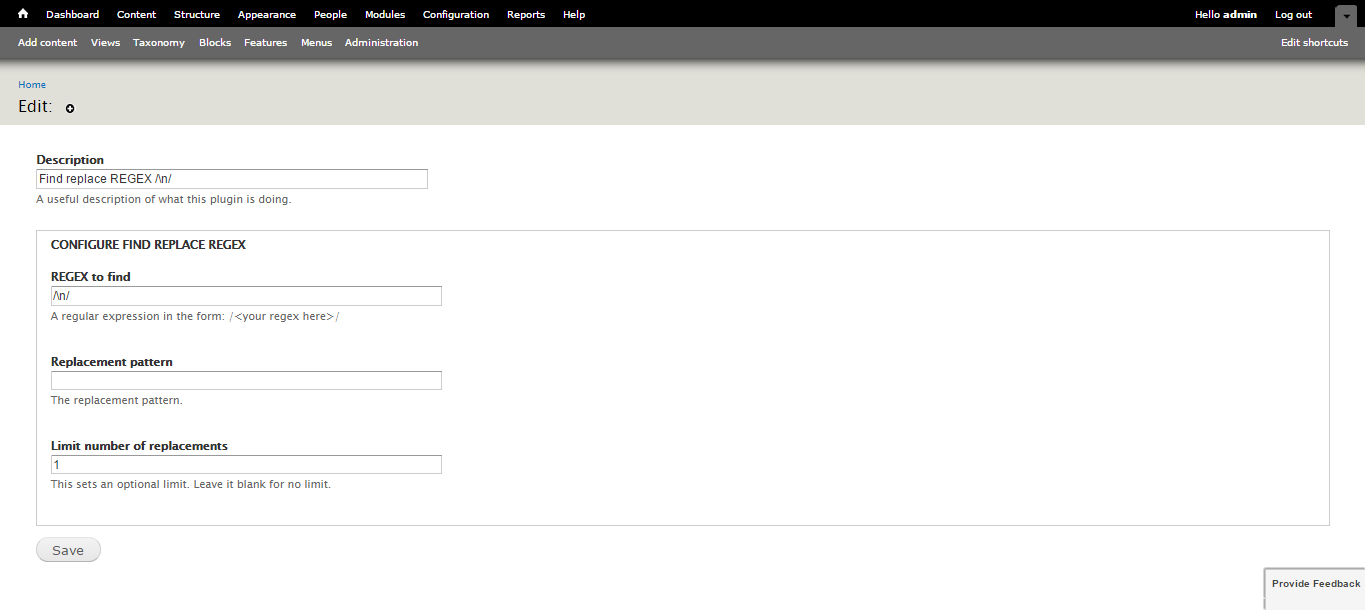 Dashboard Content Structure Appearance People Modules Configuration Reports Help Hello admin Log out
Add content Views Taxonomy Blocks Features Menus Administration Edit shortcuts
Home
Edit:
Description
Find replace REGEX /\n/
A useful description of what this plugin is doing.
CONFIGURE FIND REPLACE REGEX
REGEX to find
/\n/
A regular expression in the form: /<your regex here>/
Replacement pattern
The replacement pattern.
Limit number of replacements
1
This sets an optional limit. Leave it blank for no limit.
Save
Provide Feedback